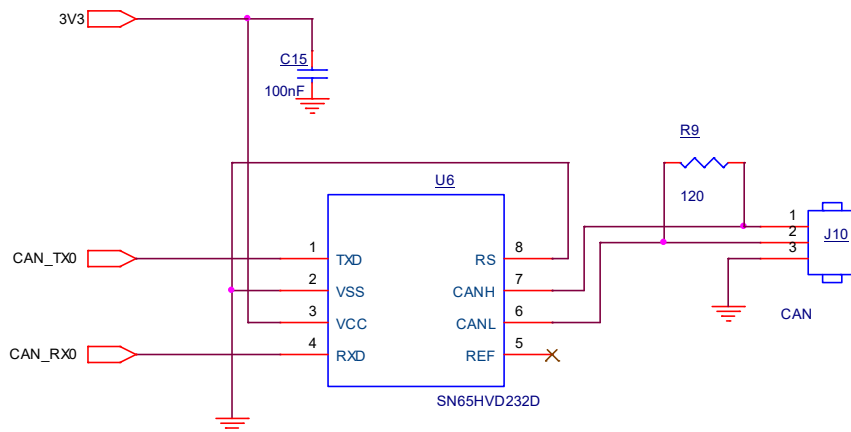 3V3
C15
100nF
R9
120
U6
1
2
3
J10
CAN
CAN_TX0
1
TXD
RS
8
2
VSS
CANH
7
3
VCC
CANL
6
CAN_RX0
4
RXD
REF
5
SN65HVD232D